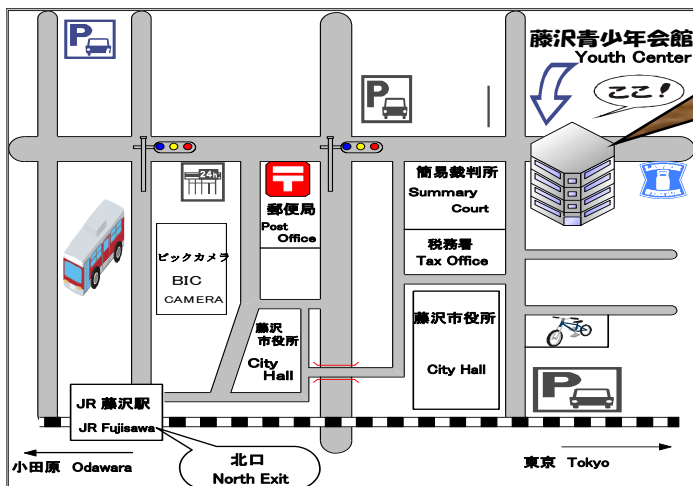 P
藤沢青少年会館
Youth Center
ここ!
P
24h
簡易裁判所
Summary
Court
郵便局
Post
Office
税務署
Tax Office
ビックカメラ
BIC
CAMERA
藤沢
市役所
City
Hall
藤沢市役所
City Hall
P
JR 藤沢駅
JR Fujisawa
小田原 Odawara
北口
North Exit
東京 Tokyo